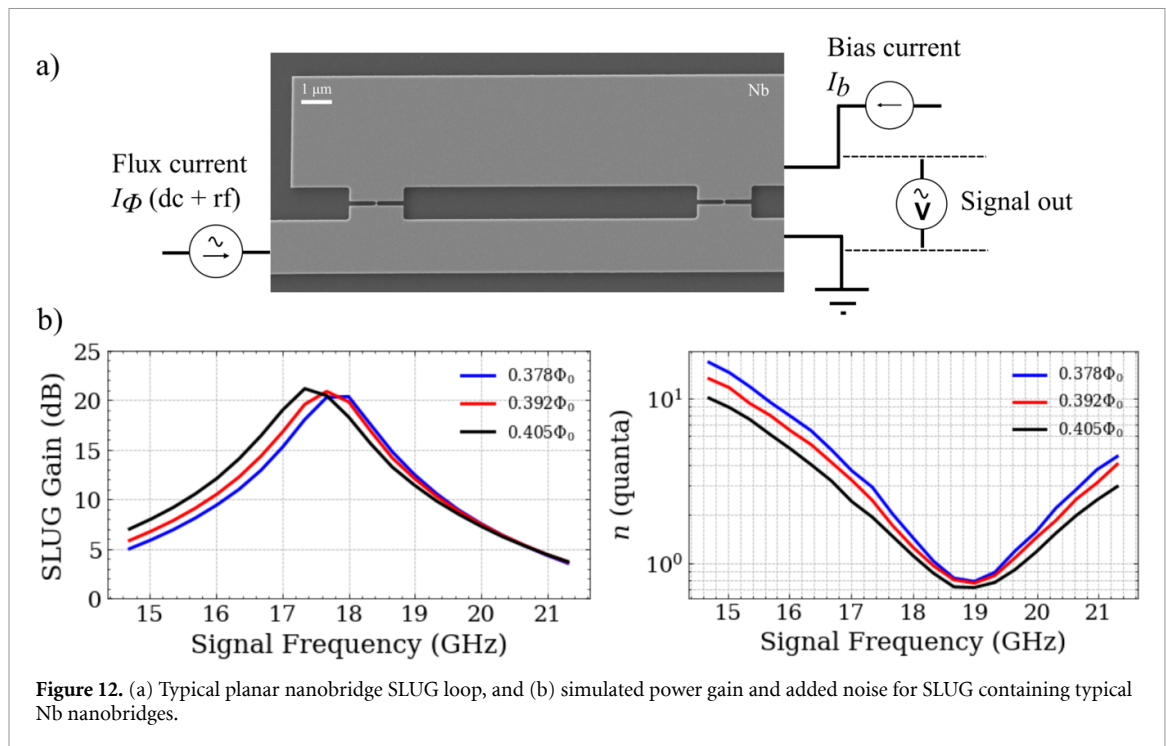 a)
1 μm
Nb
Bias current
I_b
Flux current
I_Φ (dc + rf)
V
Signal out
b)
25
20
15
10
5
0
SLUG Gain (dB)
0.378Φ₀
0.392Φ₀
0.405Φ₀
15 16 17 18 19 20 21
Signal Frequency (GHz)
10¹
10⁰
n (quanta)
0.378Φ₀
0.392Φ₀
0.405Φ₀
15 16 17 18 19 20 21
Signal Frequency (GHz)
Figure 12. (a) Typical planar nanobridge SLUG loop, and (b) simulated power gain and added noise for SLUG containing typical
Nb nanobridges.